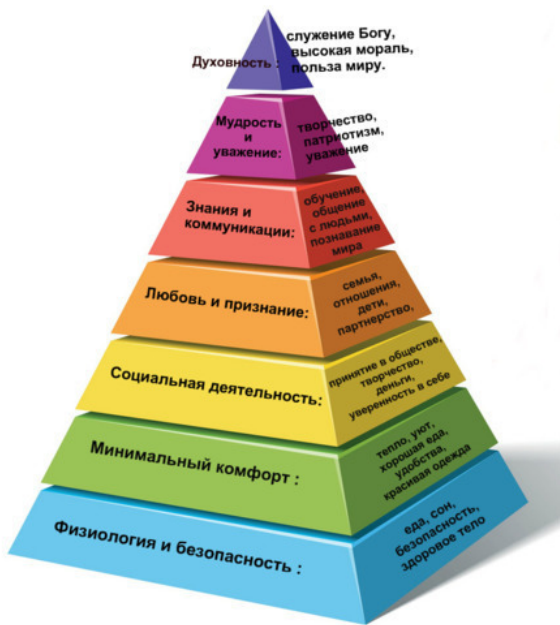 служение Богу,
высокая мораль,
польза миру.
Духовность :
Мудрость
и
уважение:
творчество,
патриотизм,
уважение
Знания и
коммуникации:
обучение,
общение
с людьми,
познавание
мира
Любовь и признание:
семья,
отношения,
дети,
партнерство,
Социальная деятельность:
принятие в обществе,
творчество,
деньги,
уверенность в себе
Минимальный комфорт :
тепло, уют,
хорошая еда,
удобства,
красивая одежда
Физиология и безопасность :
еда, сон,
безопасность,
здоровое тело